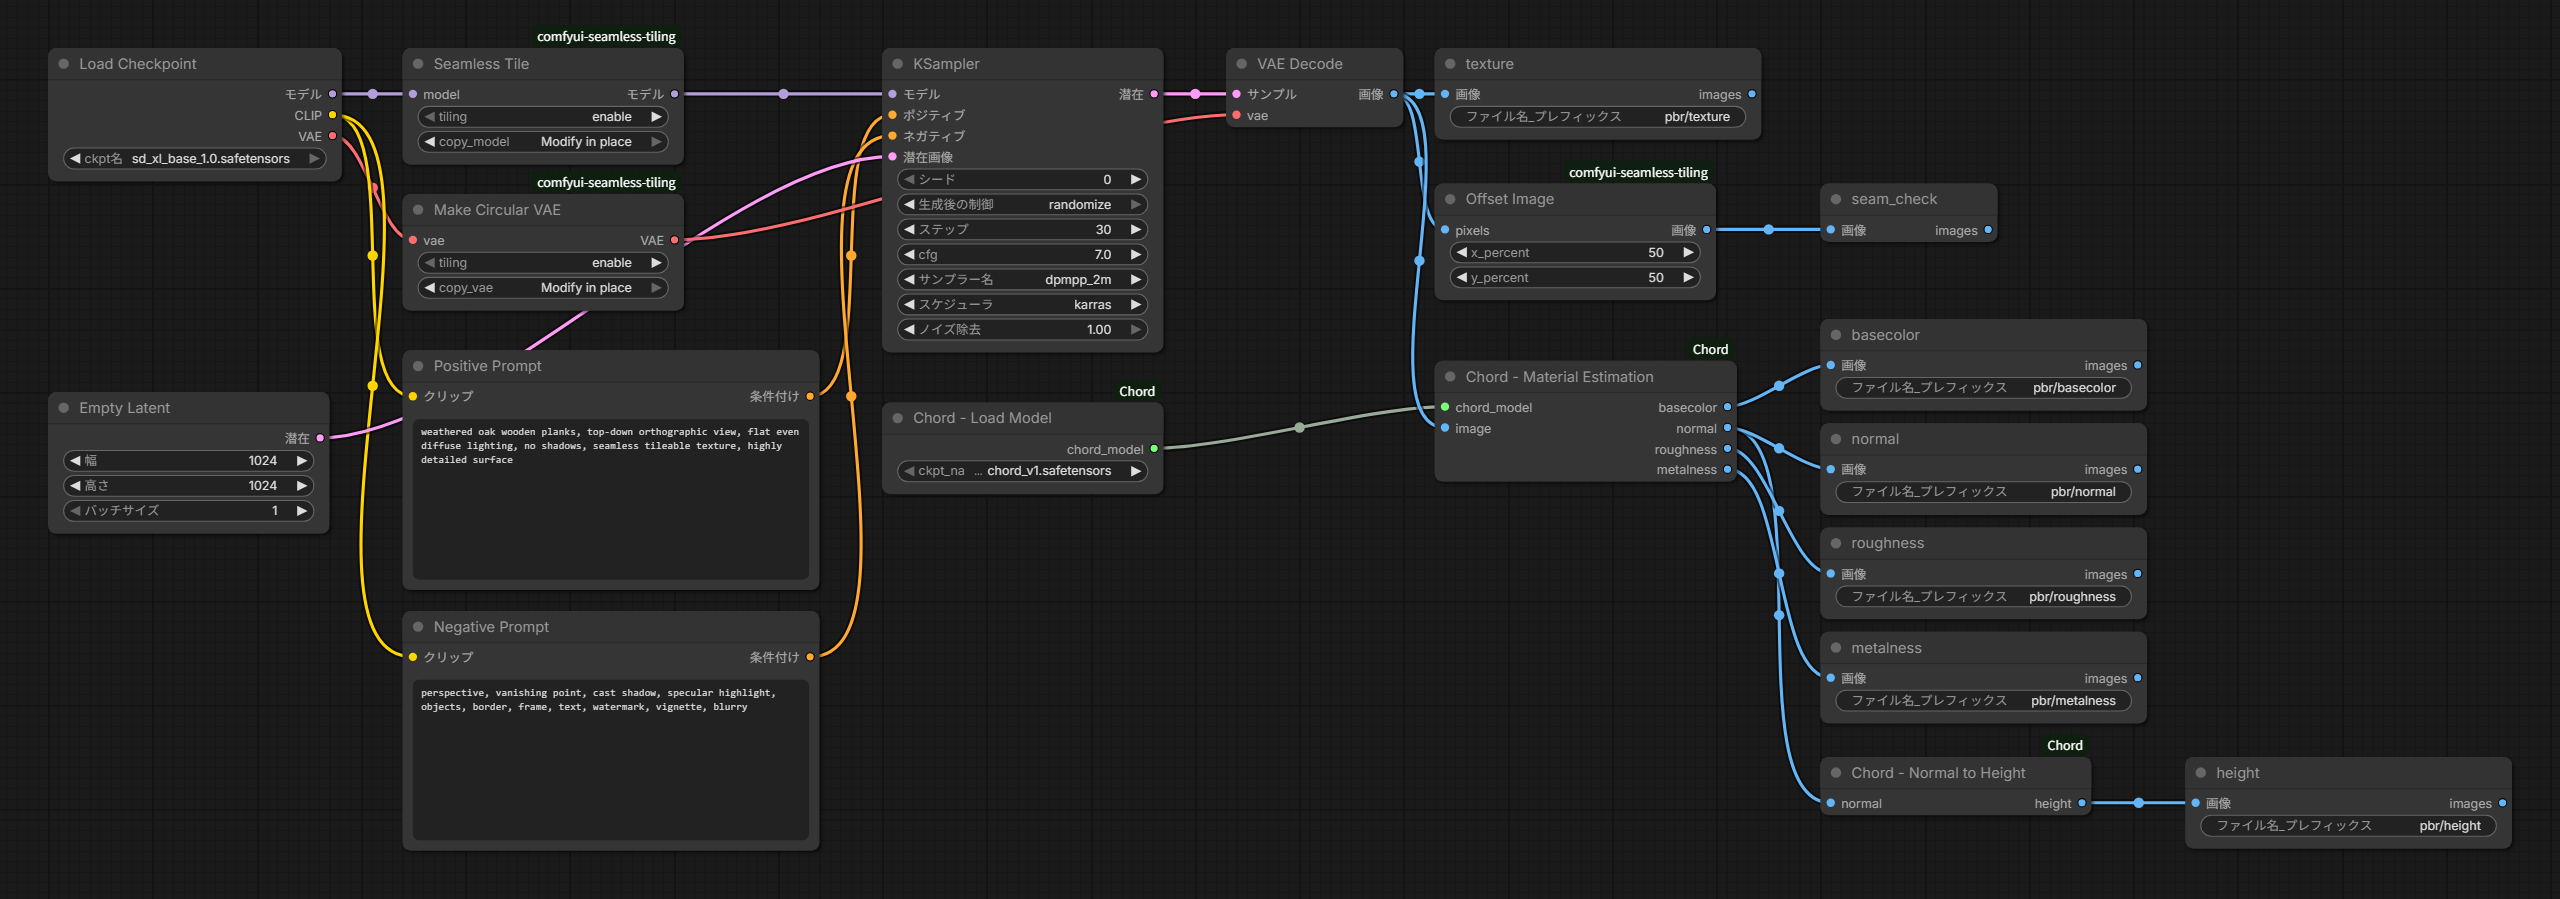 Load Checkpoint
モデル
CLIP
VAE
ckpt名 sd_xl_base_1.0.safetensors
Empty Latent
潜在
幅 1024
高さ 1024
バッチサイズ 1
comfyui-seamless-tiling
Seamless Tile
model モデル
tiling enable
copy_model Modify in place
comfyui-seamless-tiling
Make Circular VAE
vae VAE
tiling enable
copy_vae Modify in place
Positive Prompt
クリップ 条件付け
weathered oak wooden planks, top-down orthographic view, flat even
diffuse lighting, no shadows, seamless tileable texture, highly
detailed surface
Negative Prompt
クリップ 条件付け
perspective, vanishing point, cast shadow, specular highlight,
objects, border, frame, text, watermark, vignette, blurry
KSampler
モデル 潜在
ポジティブ
ネガティブ
潜在画像
シード 0
生成後の制御 randomize
ステップ 30
cfg 7.0
サンプラー名 dpmpp_2m
スケジューラ karras
ノイズ除去 1.00
Chord
Chord - Load Model
chord_model
ckpt_na ... chord_v1.safetensors
VAE Decode
サンプル 画像
vae
texture
画像 images
ファイル名_プレフィックス pbr/texture
comfyui-seamless-tiling
Offset Image
pixels 画像
x_percent 50
y_percent 50
seam_check
画像 images
Chord
Chord - Material Estimation
chord_model basecolor
image normal
roughness
metalness
basecolor
画像 images
ファイル名_プレフィックス pbr/basecolor
normal
画像 images
ファイル名_プレフィックス pbr/normal
roughness
画像 images
ファイル名_プレフィックス pbr/roughness
metalness
画像 images
ファイル名_プレフィックス pbr/metalness
Chord
Chord - Normal to Height
normal height
height
画像 images
ファイル名_プレフィックス pbr/height